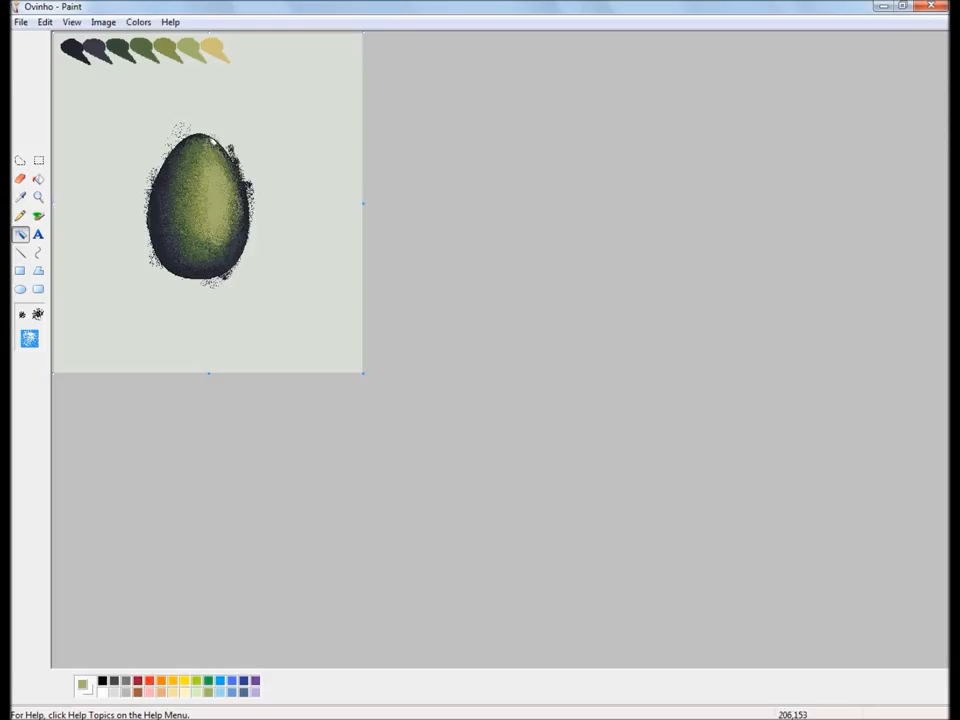 Ovinho - Paint
File Edit View Image Colors Help
A
For Help, click Help Topics on the Help Menu.
206,153